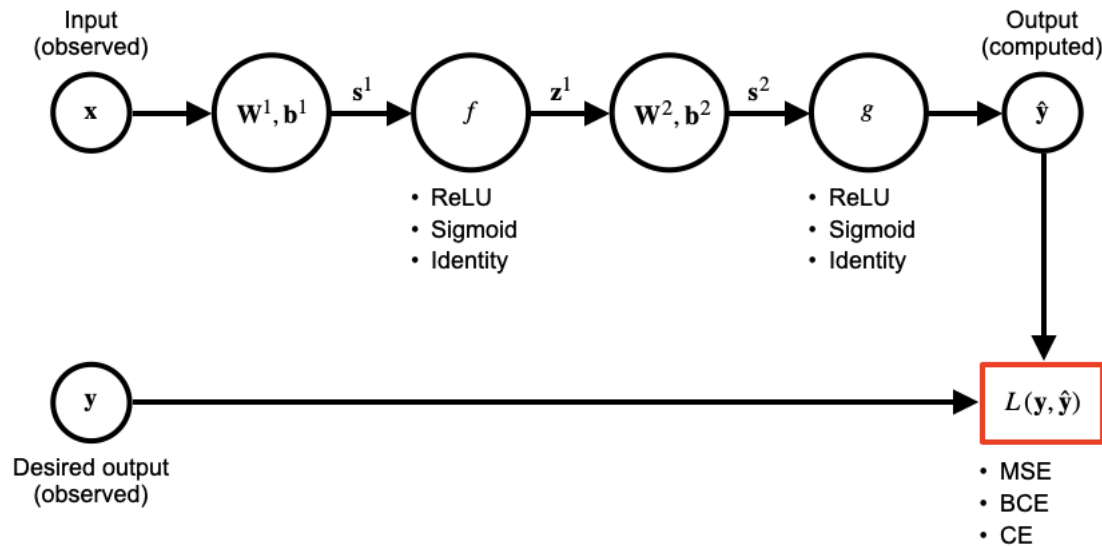 Input
(observed)
Output
(computed)
x
W¹, b¹
s¹
f
z¹
W², b²
s²
g
ŷ
• ReLU
• Sigmoid
• Identity
• ReLU
• Sigmoid
• Identity
y
L(y, ŷ)
Desired output
(observed)
• MSE
• BCE
• CE